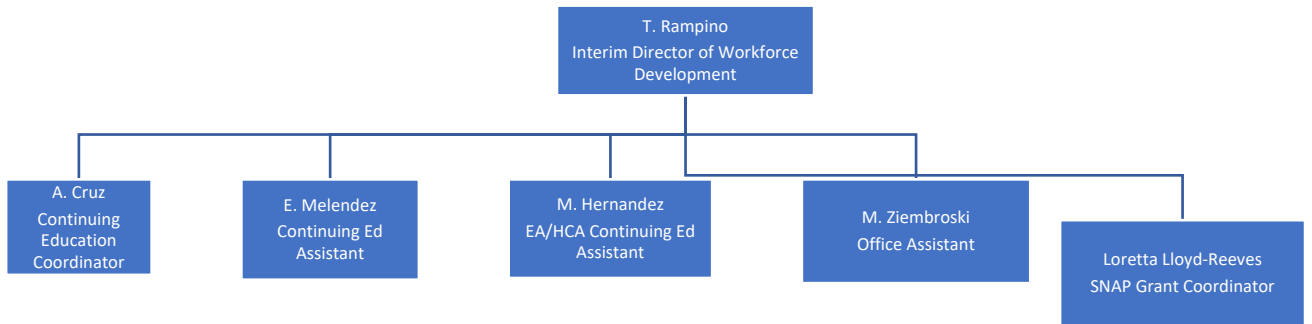 T. Rampino
Interim Director of Workforce
Development
A. Cruz
Continuing
Education
Coordinator
E. Melendez
Continuing Ed
Assistant
M. Hernandez
EA/HCA Continuing Ed
Assistant
M. Ziembroski
Office Assistant
Loretta Lloyd-Reeves
SNAP Grant Coordinator